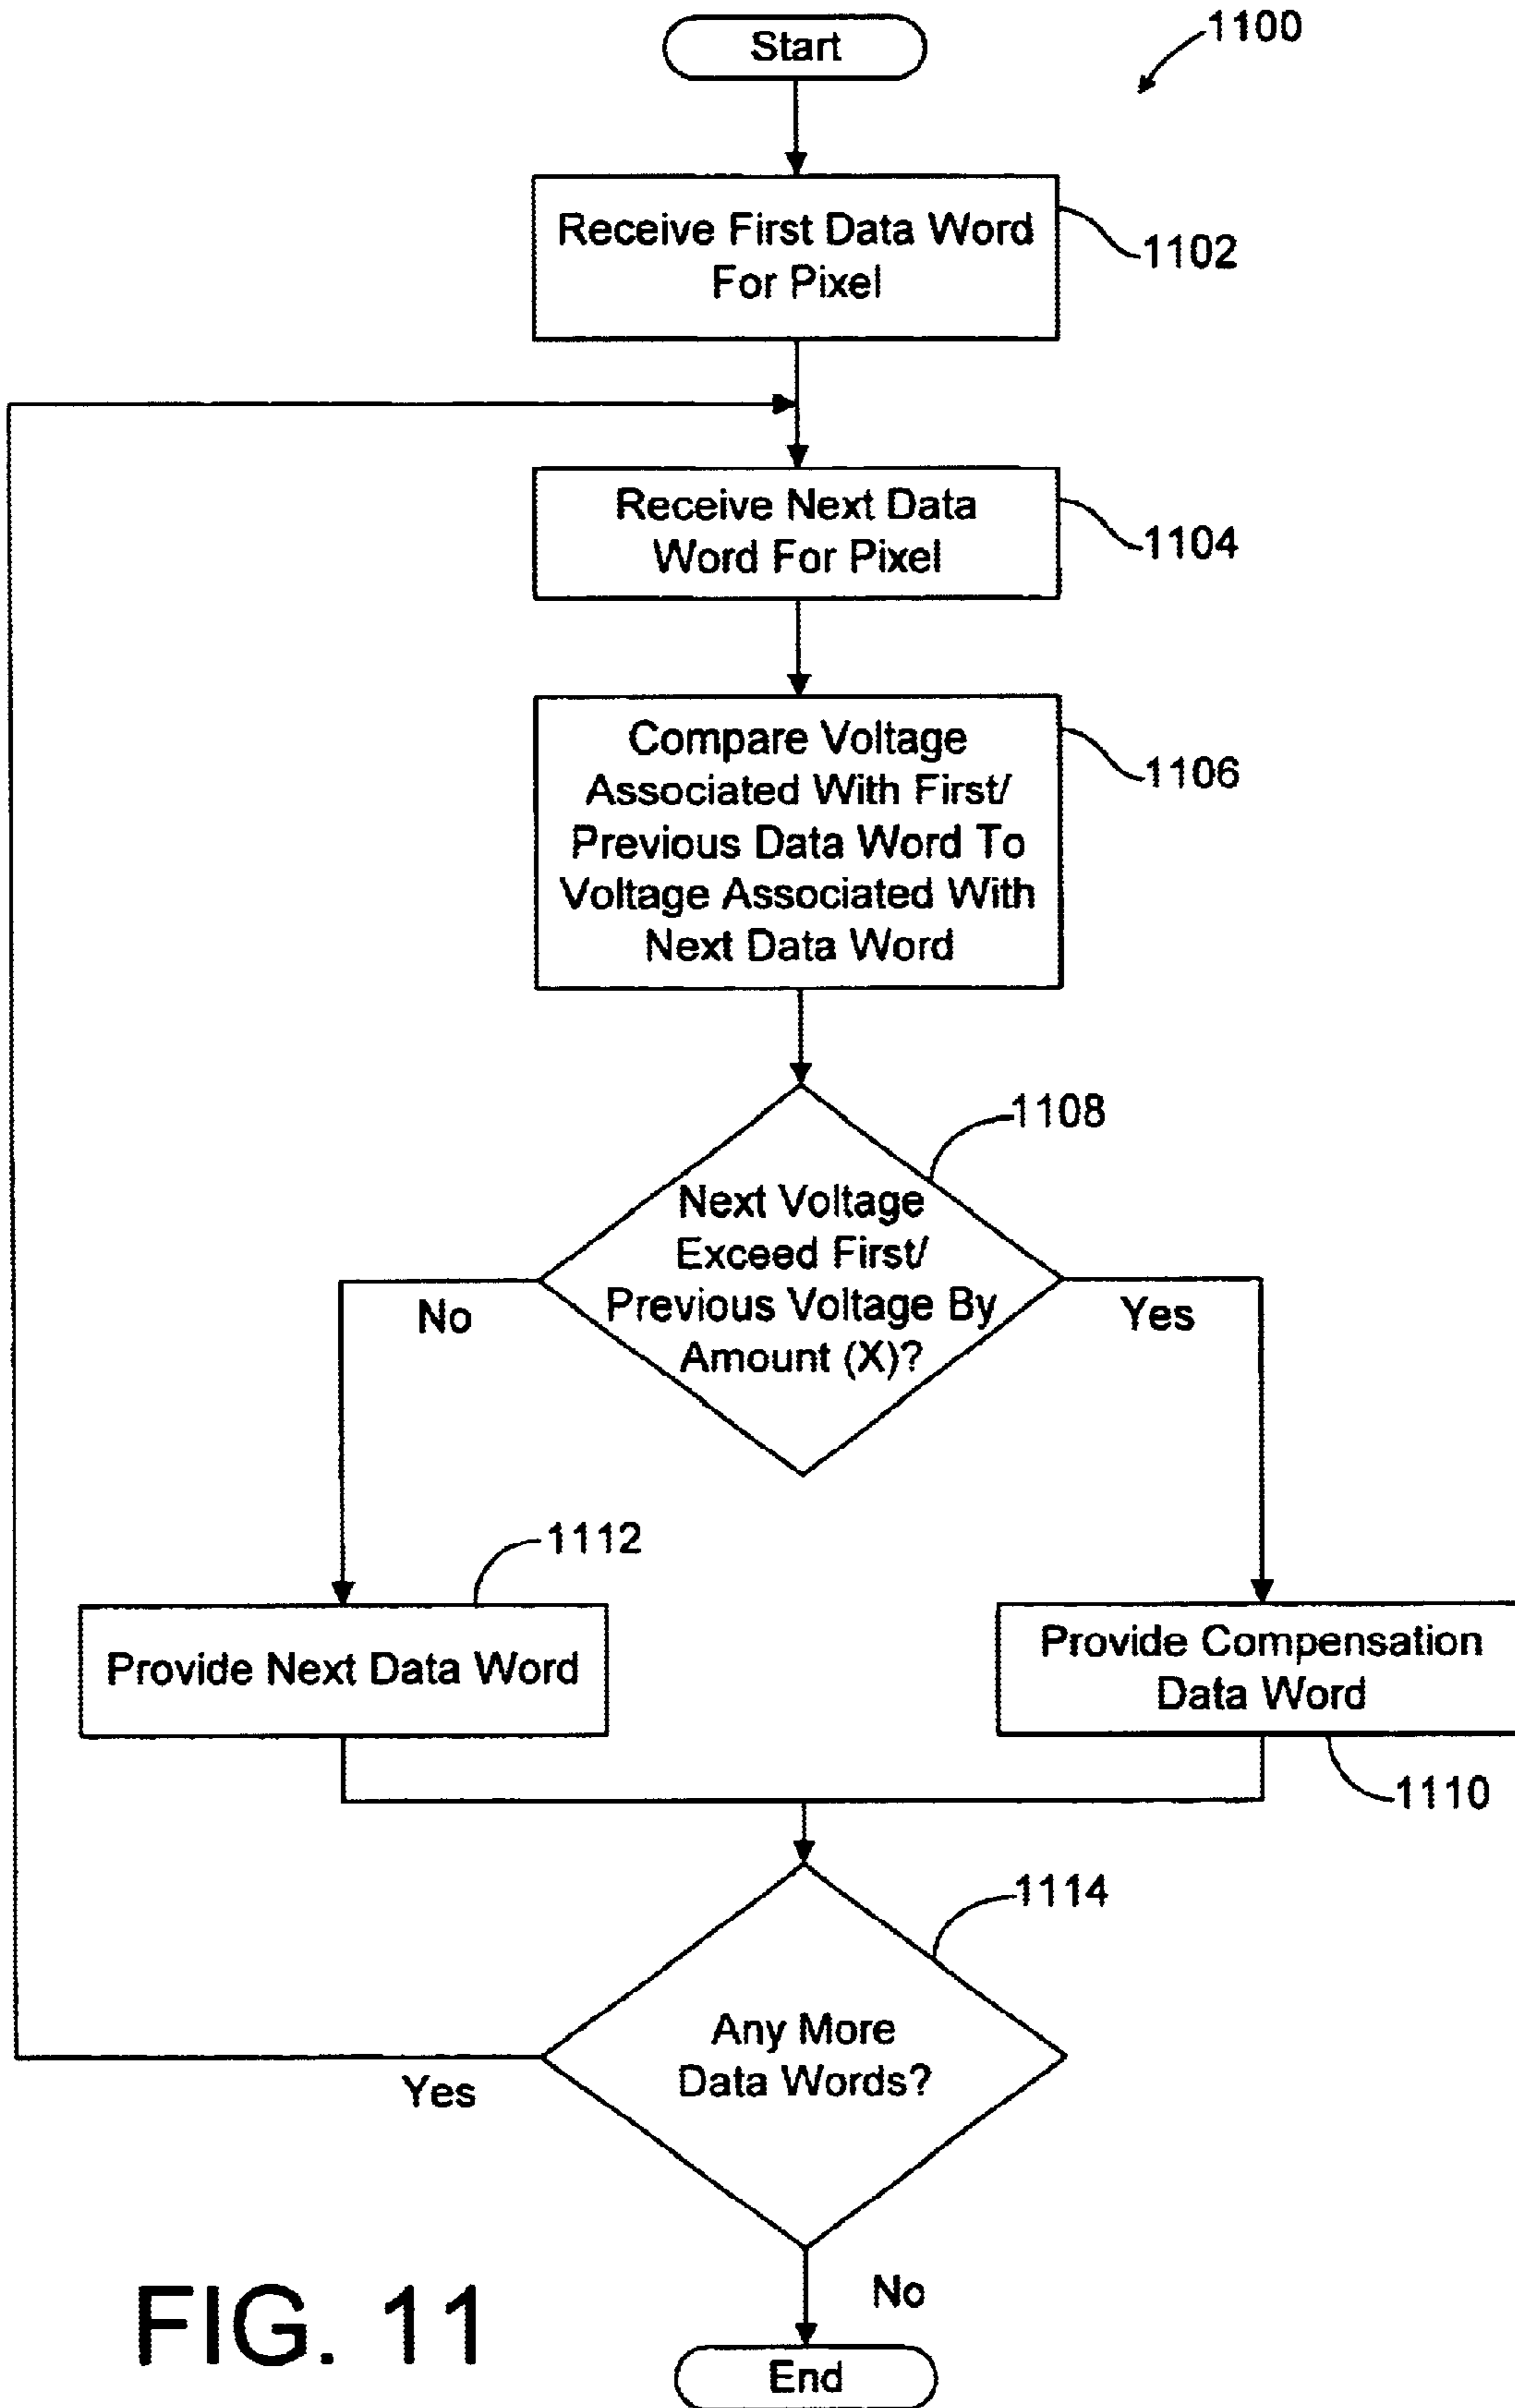 Start
1100
Receive First Data Word
For Pixel
1102
Receive Next Data
Word For Pixel
1104
Compare Voltage
Associated With First/
Previous Data Word To
Voltage Associated With
Next Data Word
1106
1108
Next Voltage
Exceed First/
Previous Voltage By
Amount (X)?
No
Yes
1112
Provide Next Data Word
Provide Compensation
Data Word
1110
1114
Any More
Data Words?
Yes
No
FIG. 11
End